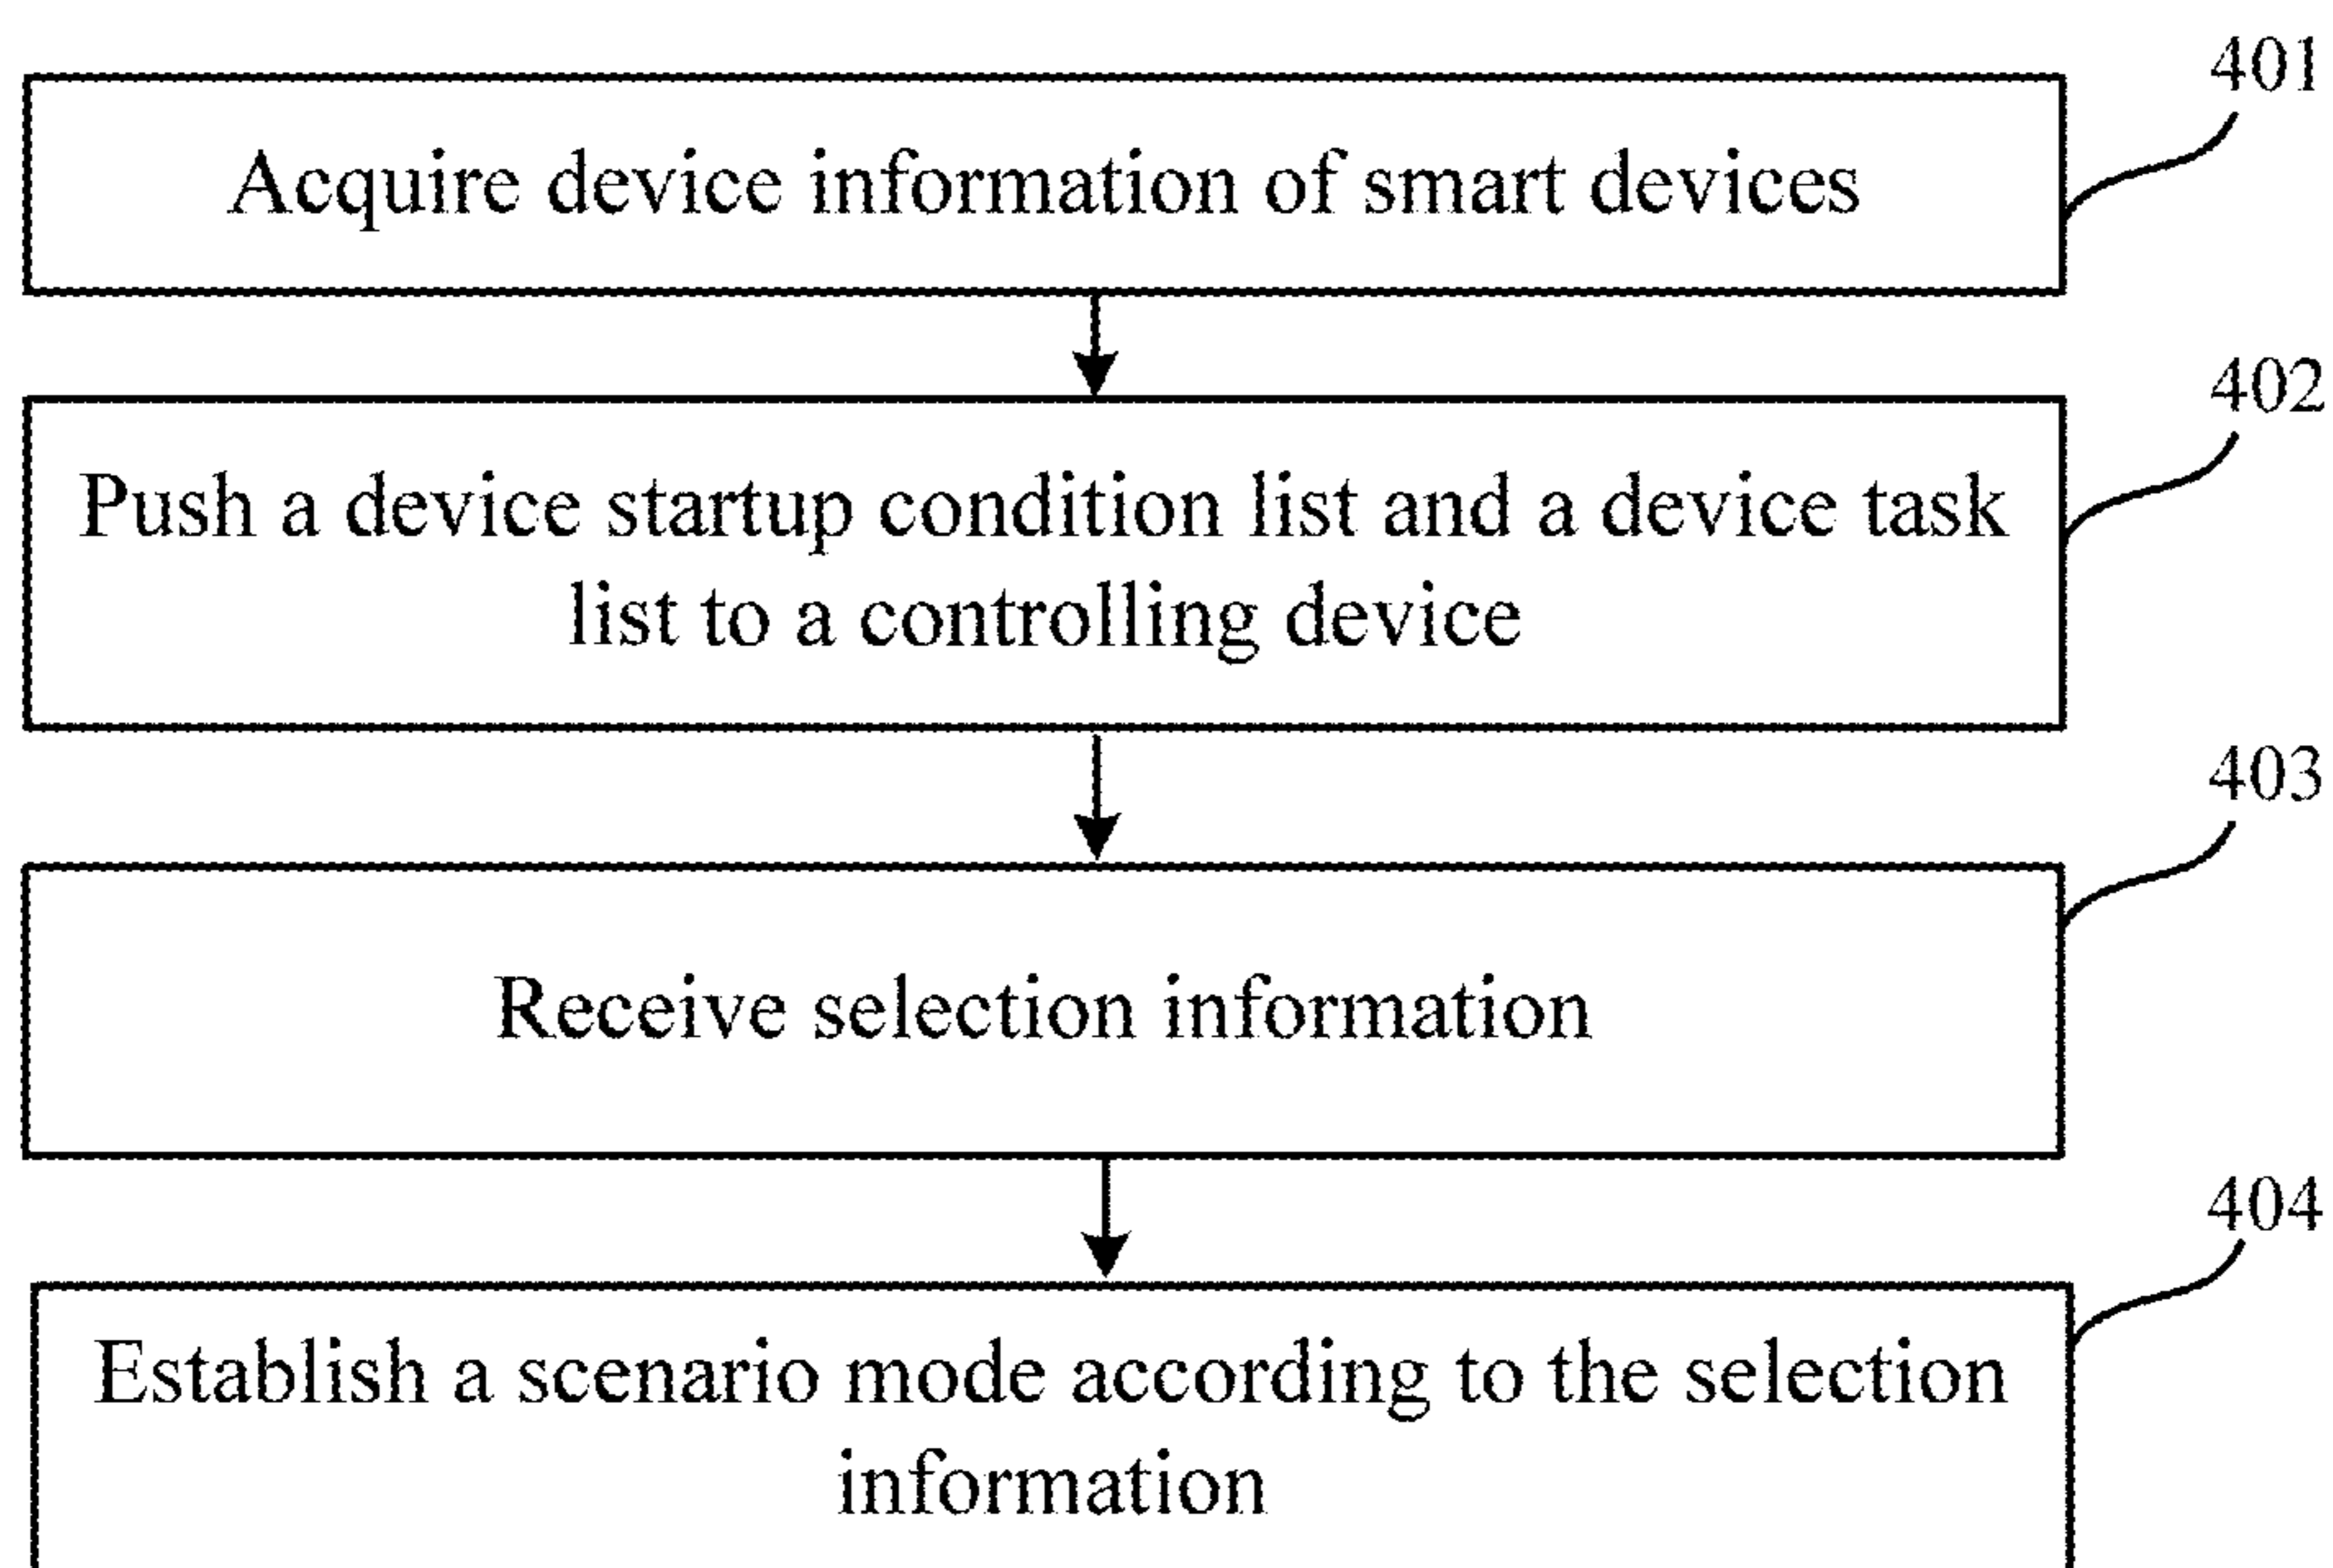 401
Acquire device information of smart devices
402
Push a device startup condition list and a device task
list to a controlling device
403
Receive selection information
404
Establish a scenario mode according to the selection
information